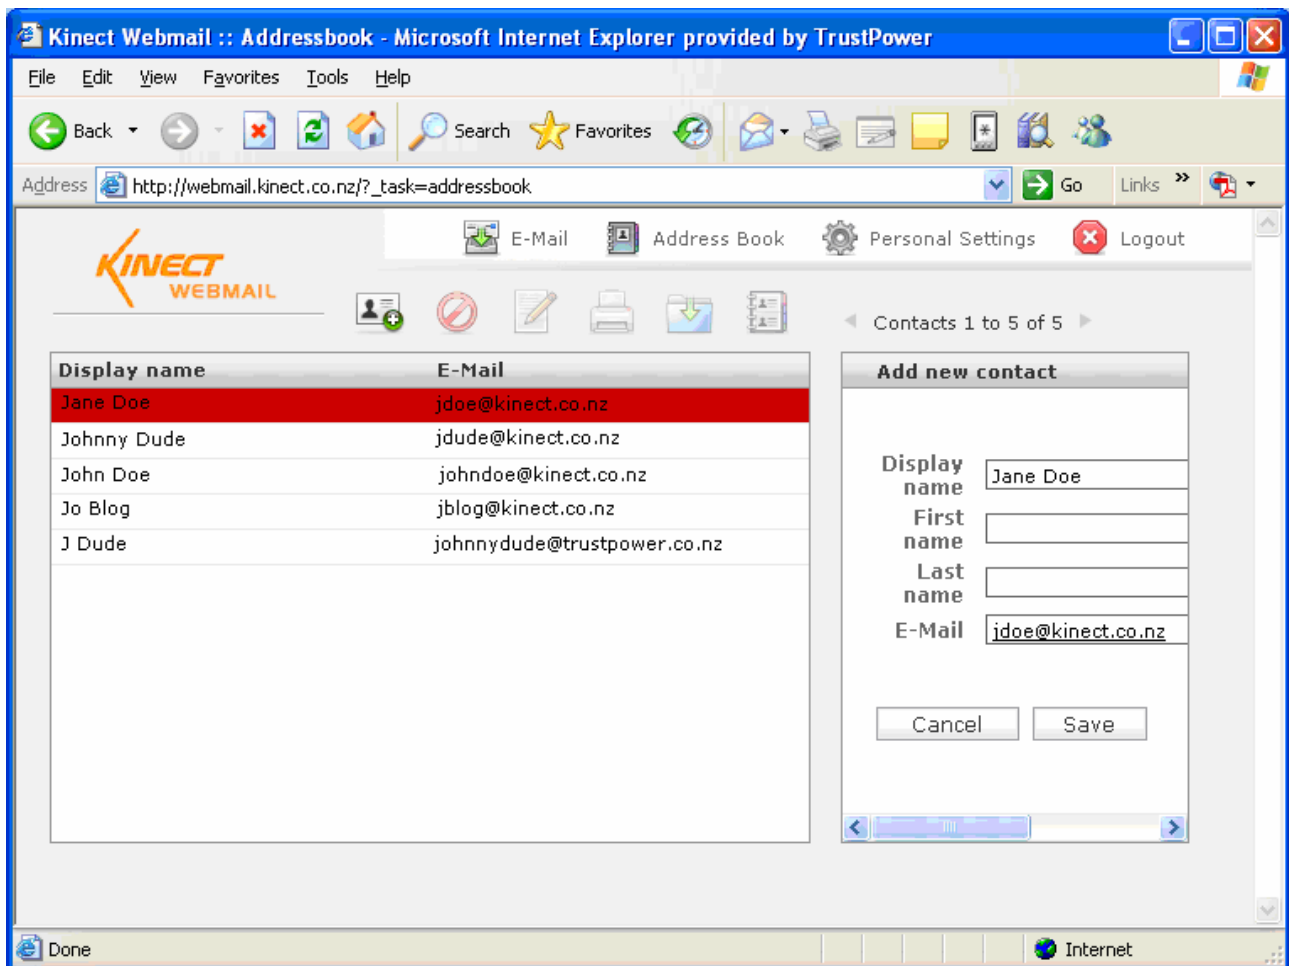 Kinect Webmail :: Addressbook - Microsoft Internet Explorer provided by TrustPower
File Edit View Favorites Tools Help
Back Search Favorites
Address http://webmail.kinect.co.nz/?_task=addressbook Go Links »
E-Mail Address Book Personal Settings Logout
KINECT
WEBMAIL
Contacts 1 to 5 of 5
Display name E-Mail
Jane Doe jdoe@kinect.co.nz
Johnny Dude jdude@kinect.co.nz
John Doe johndoe@kinect.co.nz
Jo Blog jblog@kinect.co.nz
J Dude johnnydude@trustpower.co.nz
Add new contact
Display
name Jane Doe
First
name
Last
name
E-Mail jdoe@kinect.co.nz
Cancel Save
Done Internet